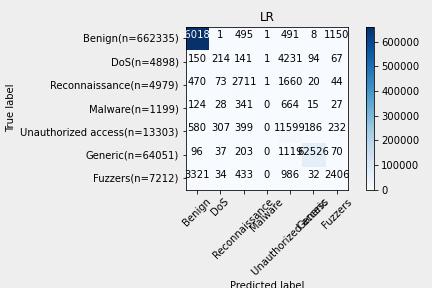 LR
Benign(n=662335) 1 495 1 491 8 1150
DoS(n=4898) 150 214 141 1 4231 94 67
Reconnaissance(n=4979) 470 73 2711 1 1660 20 44
Malware(n=1199) 124 28 341 0 664 15 27
Unauthorized access(n=13303) 580 307 399 0 11599 186 232
Generic(n=64051) 96 37 203 0 1119 62526 70
Fuzzers(n=7212) 3321 34 433 0 986 32 2406
True label
Benign
DoS
Reconnaissance
Malware
Unauthorized access
Generic
Fuzzers
Predicted label
600000
500000
400000
300000
200000
100000
0